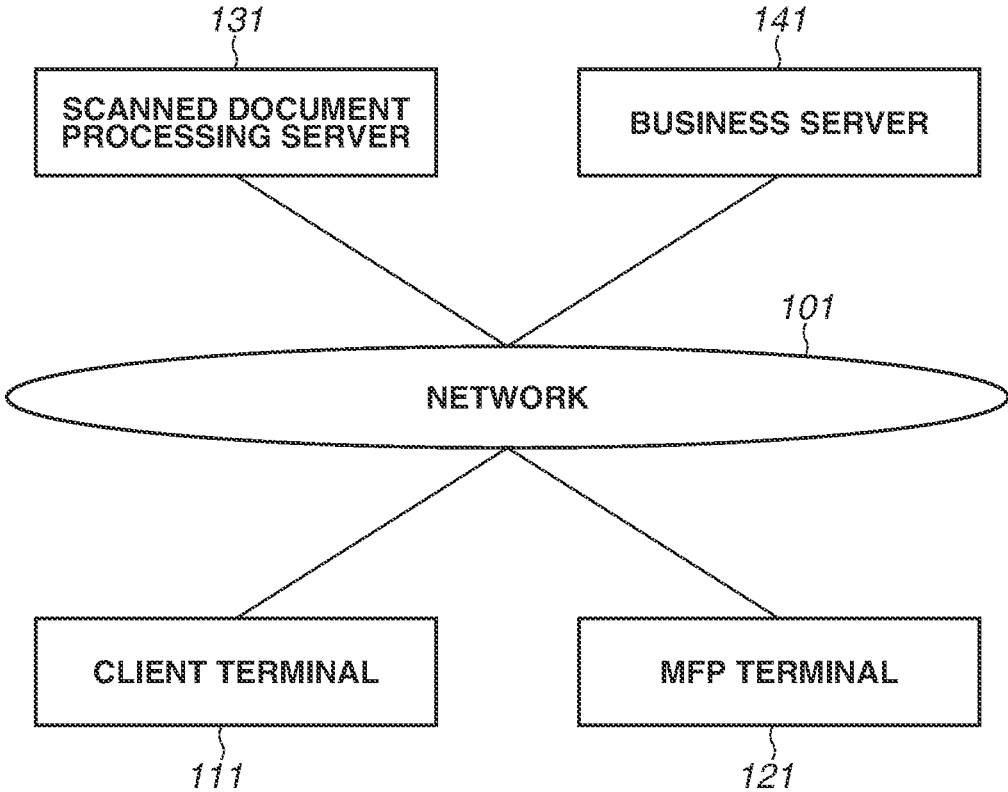 131
141
SCANNED DOCUMENT
PROCESSING SERVER
BUSINESS SERVER
101
NETWORK
CLIENT TERMINAL
MFP TERMINAL
111
121